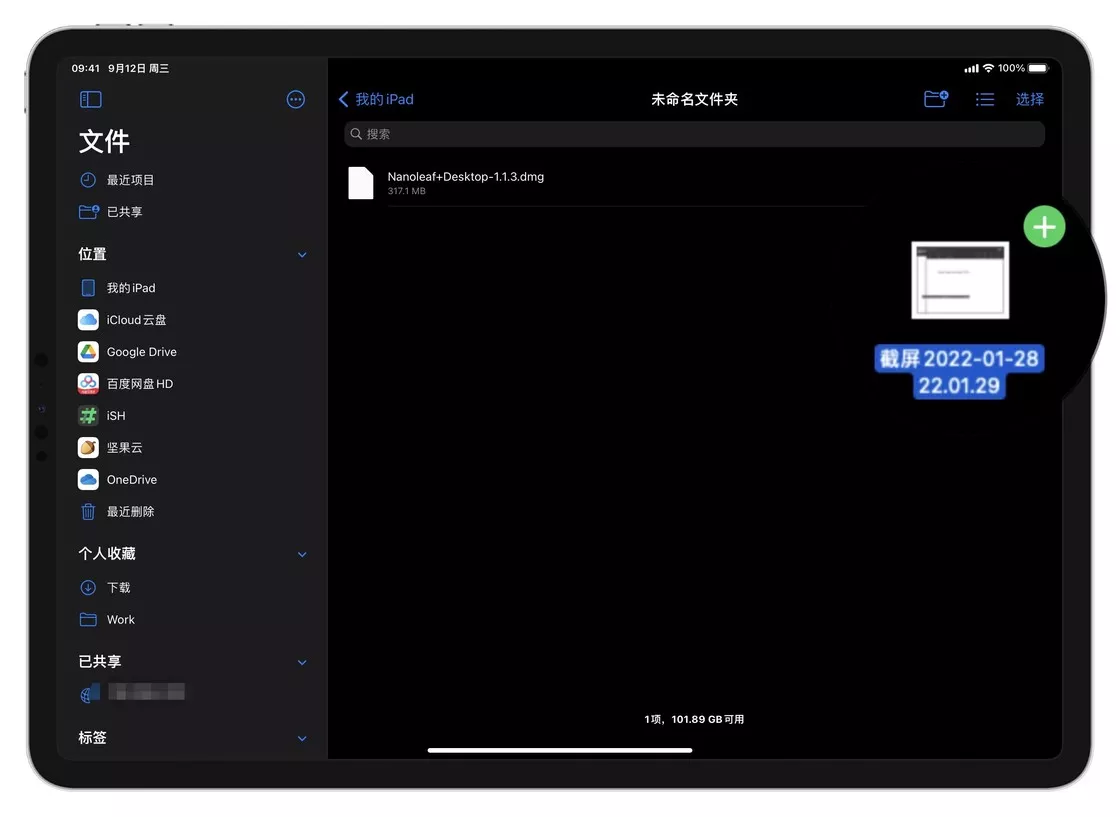 09:41 9月12日 周三
100%
文件
最近项目
已共享
位置
我的 iPad
iCloud 云盘
Google Drive
百度网盘 HD
iSH
坚果云
OneDrive
最近删除
个人收藏
下载
Work
已共享
标签
我的 iPad
未命名文件夹
选择
搜索
Nanoleaf+Desktop-1.1.3.dmg
317.1 MB
截屏 2022-01-28
22.01.29
1项，101.89 GB 可用